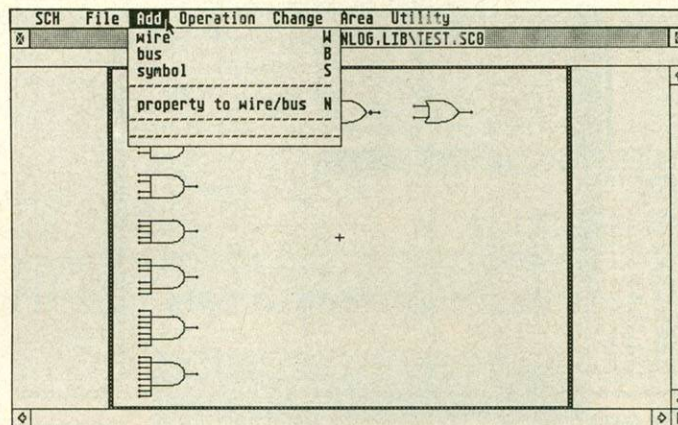 SCH File Add Operation Change Area Utility
NLOG.LIB\TEST.SC0
wire W
bus B
symbol S
property to wire/bus N